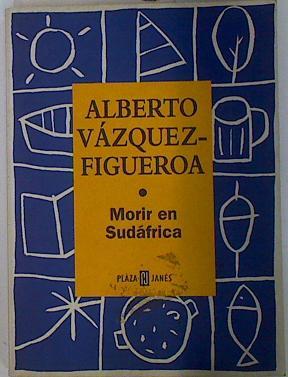 ALBERTO
VÁZQUEZ-
FIGUEROA
Morir en
Sudáfrica
PLAZA JANÉS